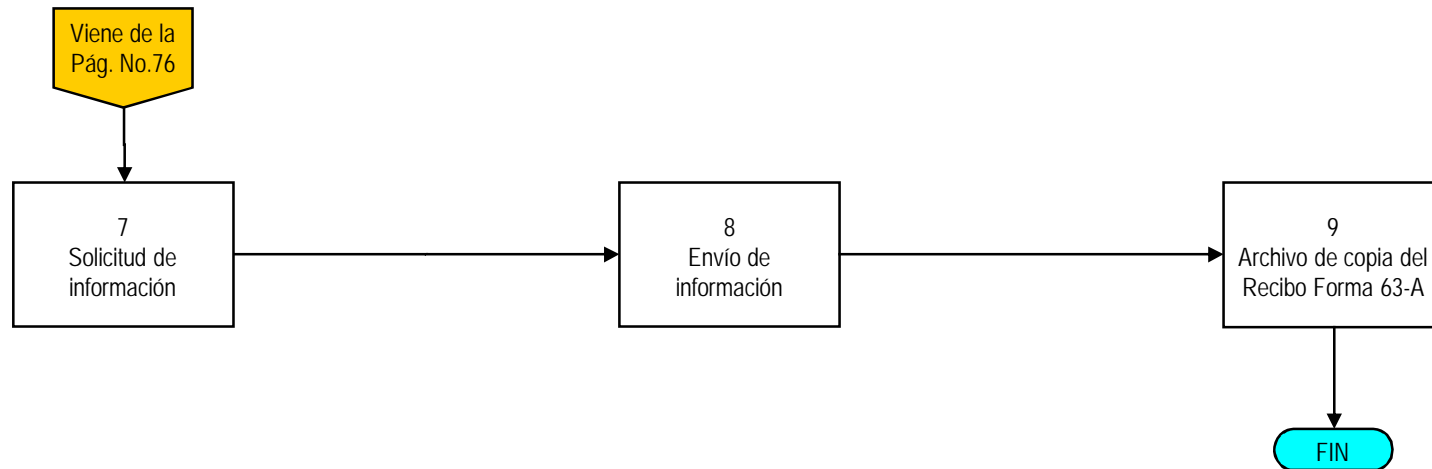 Viene de la
Pág. No.76
7
Solicitud de
información
8
Envío de
información
9
Archivo de copia del
Recibo Forma 63-A
FIN